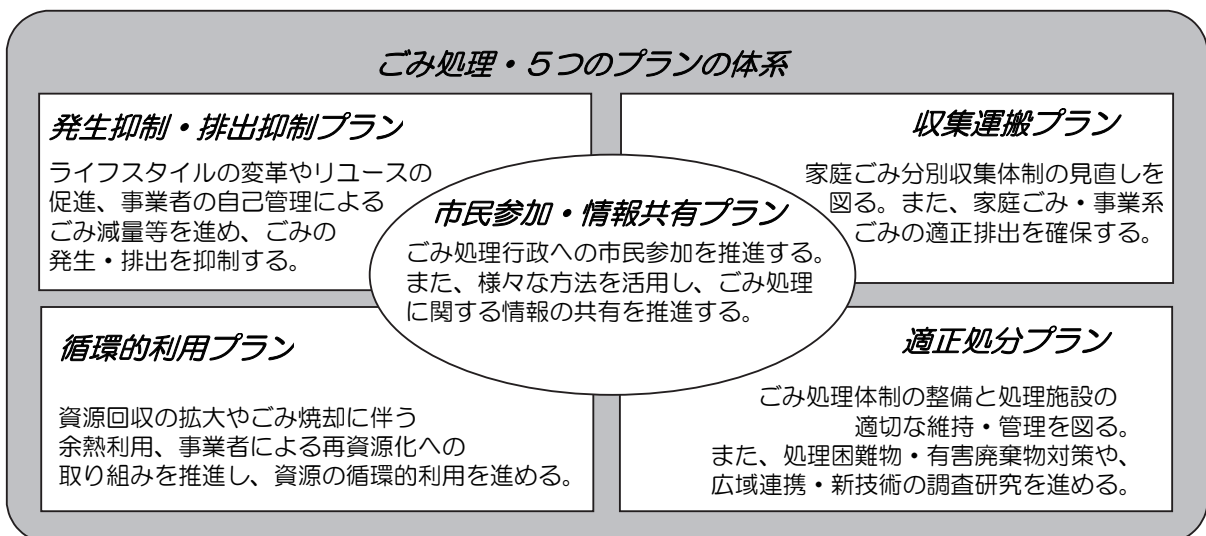 ごみ処理・5つのプランの体系
発生抑制・排出抑制プラン
ライフスタイルの変革やリユースの
促進、事業者の自己管理による
ごみ減量等を進め、ごみの
発生・排出を抑制する。
収集運搬プラン
家庭ごみ分別収集体制の見直しを
図る。また、家庭ごみ・事業系
ごみの適正排出を確保する。
市民参加・情報共有プラン
ごみ処理行政への市民参加を推進する。
また、様々な方法を活用し、ごみ処理
に関する情報の共有を推進する。
循環的利用プラン
資源回収の拡大やごみ焼却に伴う
余熱利用、事業者による再資源化への
取り組みを推進し、資源の循環的利用を進める。
適正処分プラン
ごみ処理体制の整備と処理施設の
適切な維持・管理を図る。
また、処理困難物・有害廃棄物対策や、
広域連携・新技術の調査研究を進める。